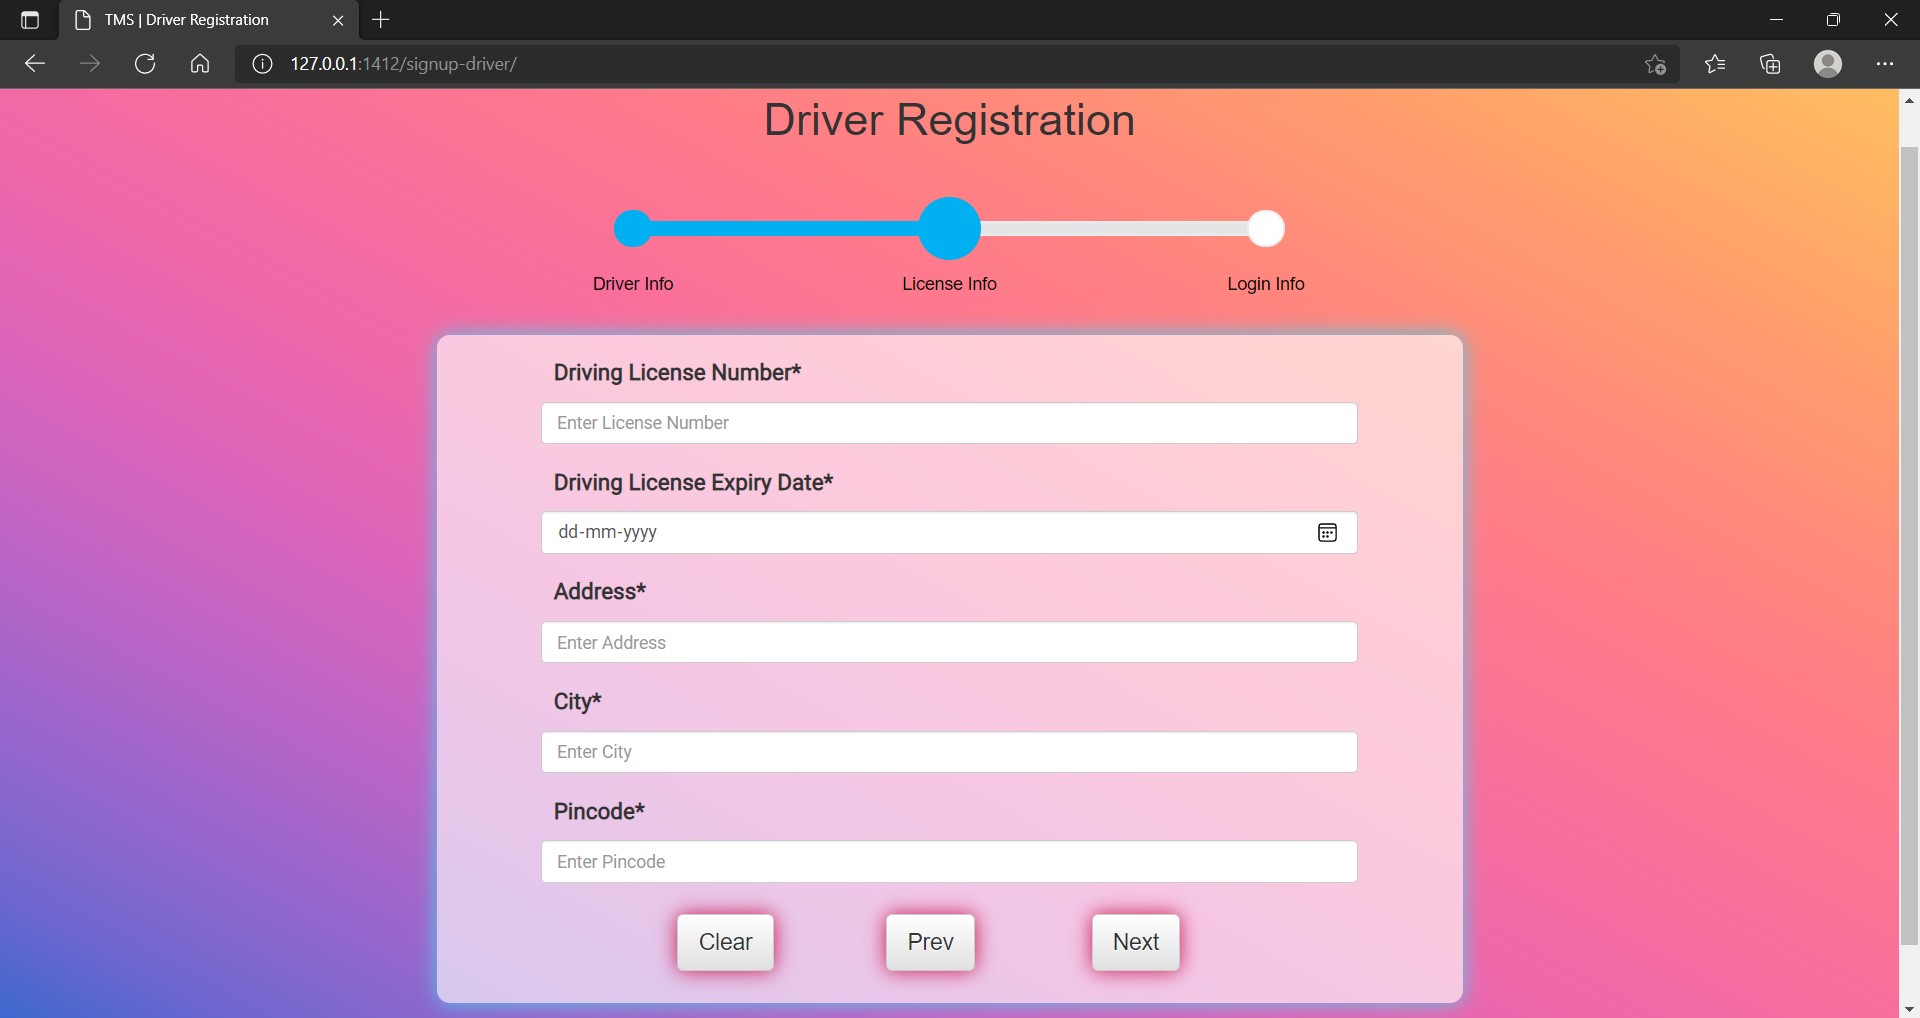 TMS | Driver Registration
127.0.0.1:1412/signup-driver/
Driver Registration
Driver Info
License Info
Login Info
Driving License Number*
Enter License Number
Driving License Expiry Date*
dd-mm-yyyy
Address*
Enter Address
City*
Enter City
Pincode*
Enter Pincode
Clear
Prev
Next